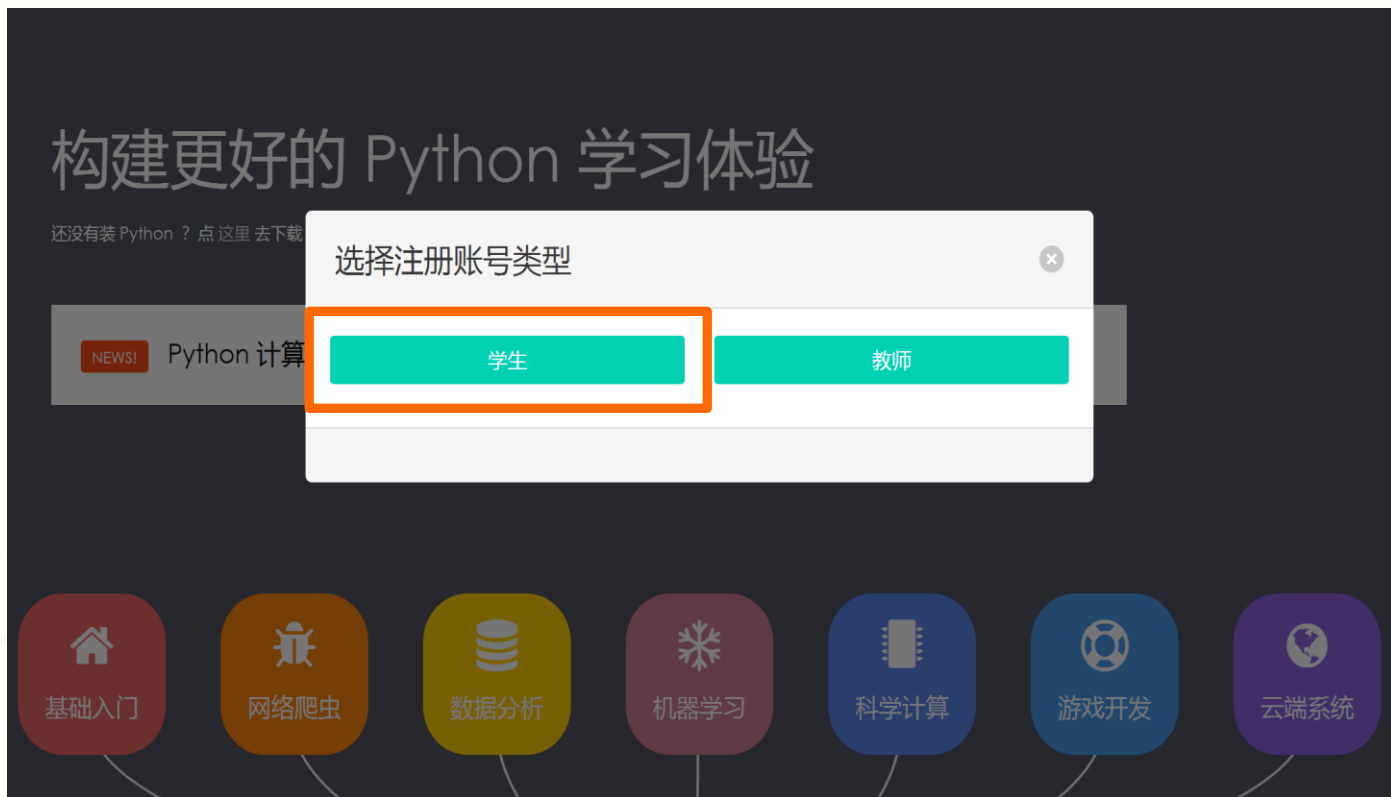 构建更好的 Python 学习体验
还没有装 Python ？点 这里 去下载
选择注册账号类型
NEWS! Python 计算
学生 教师
基础入门 网络爬虫 数据分析 机器学习 科学计算 游戏开发 云端系统